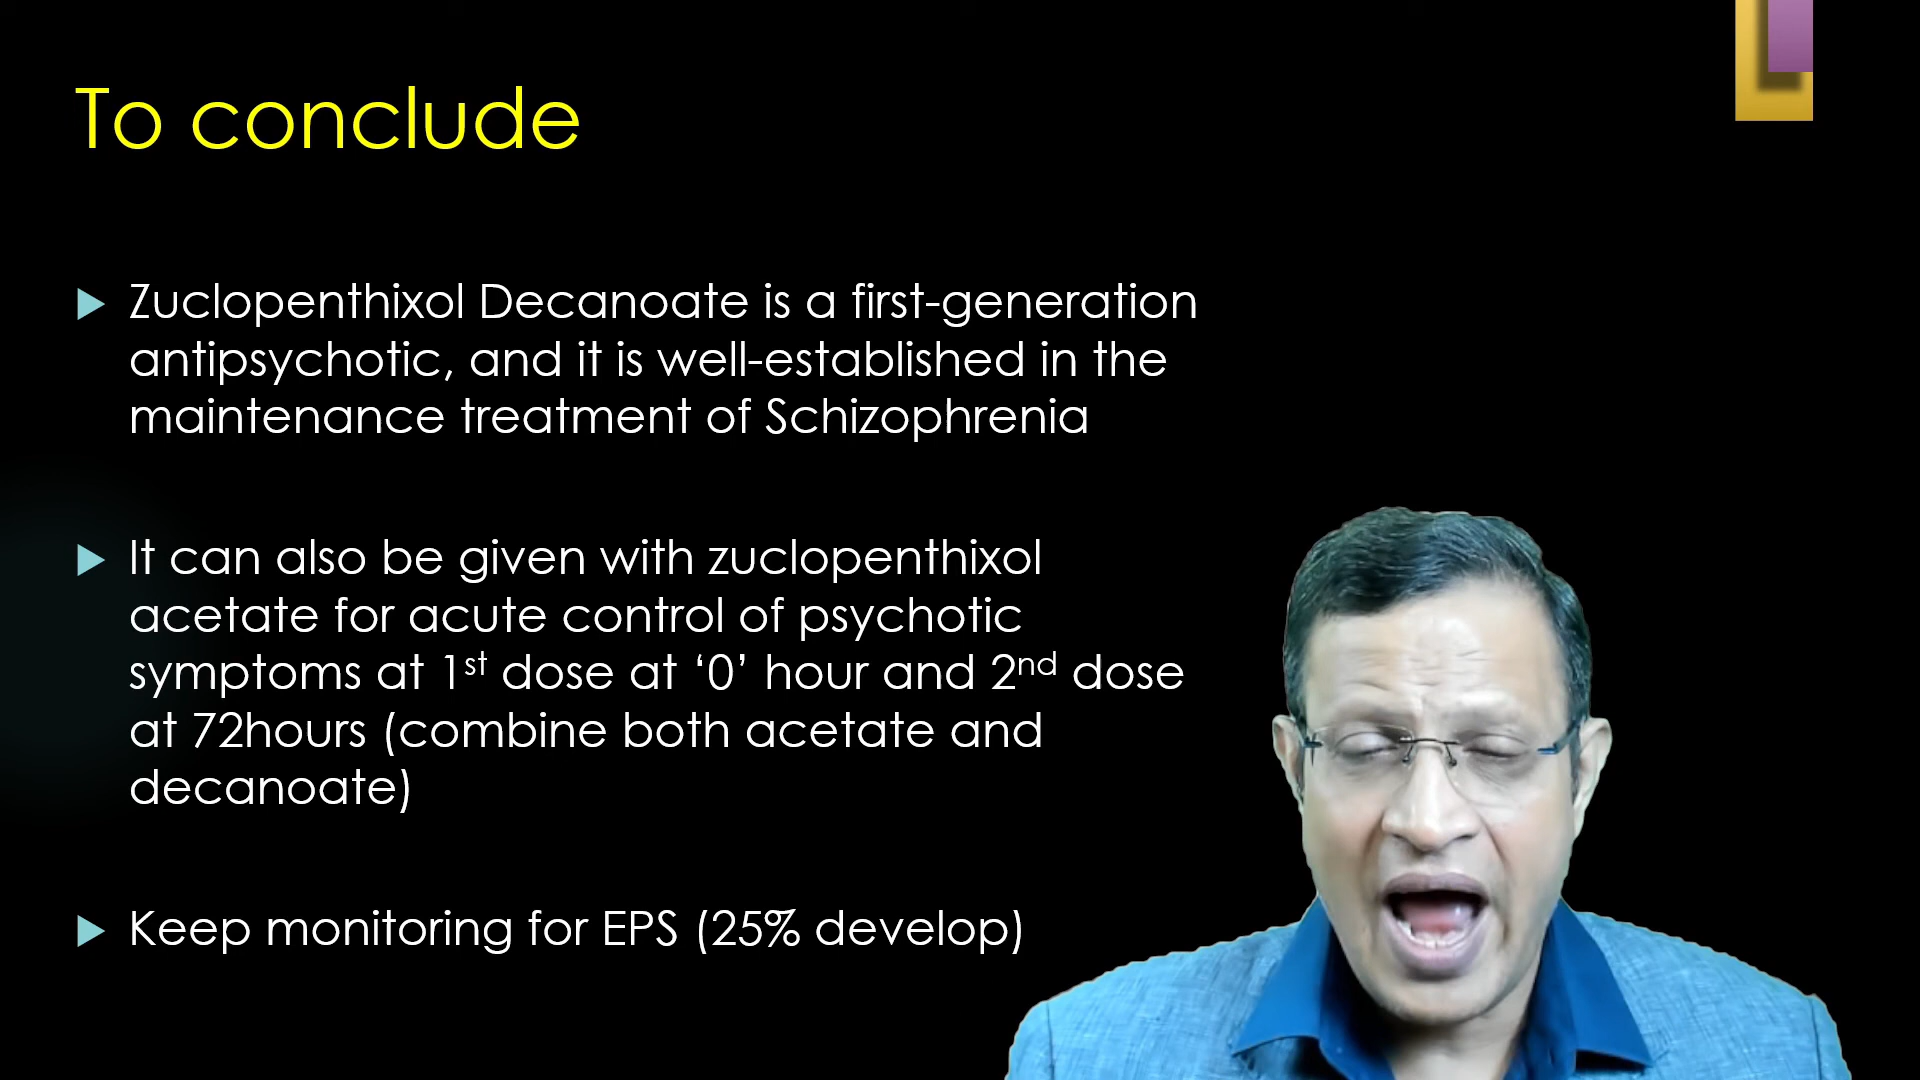 To conclude
Zuclopenthixol Decanoate is a first-generation
antipsychotic, and it is well-established in the
maintenance treatment of Schizophrenia
It can also be given with zuclopenthixol
acetate for acute control of psychotic
symptoms at 1st dose at ‘0’ hour and 2nd dose
at 72hours (combine both acetate and
decanoate)
Keep monitoring for EPS (25% develop)